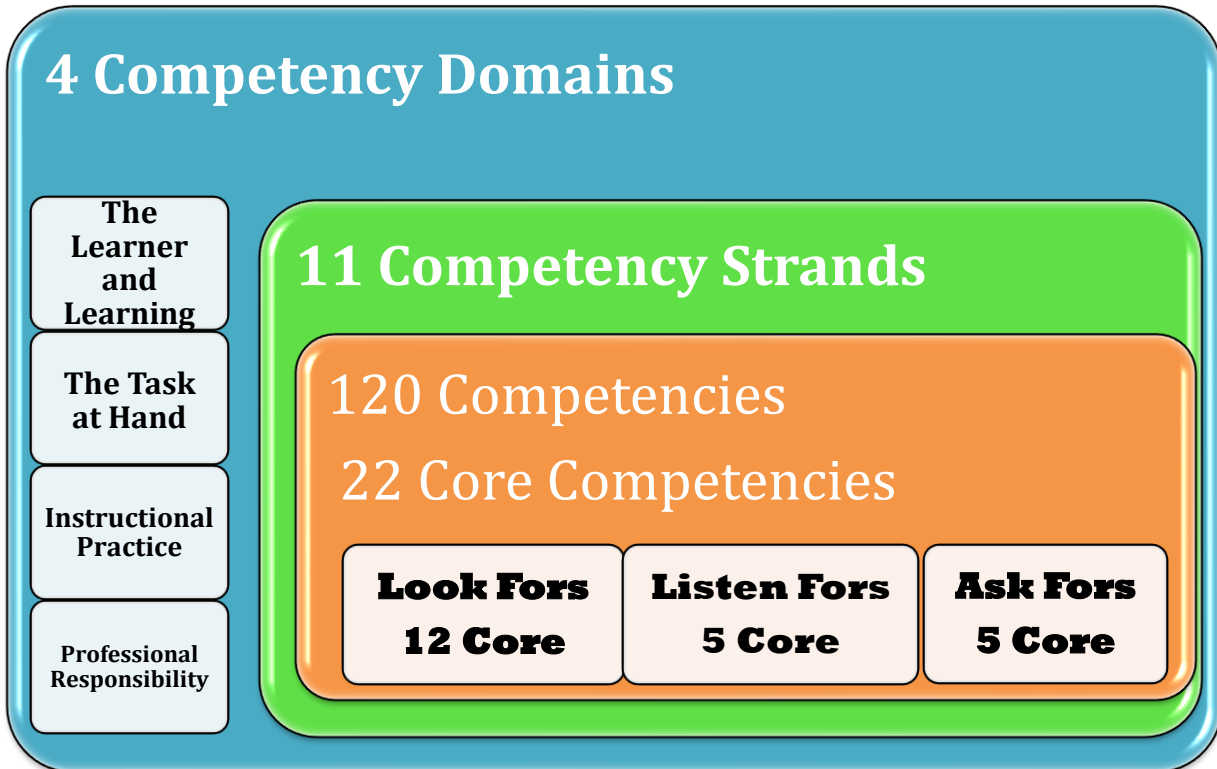 4 Competency Domains
The
Learner
and
Learning
The Task
at Hand
Instructional
Practice
Professional
Responsibility
11 Competency Strands
120 Competencies
22 Core Competencies
Look Fors
12 Core
Listen Fors
5 Core
Ask Fors
5 Core